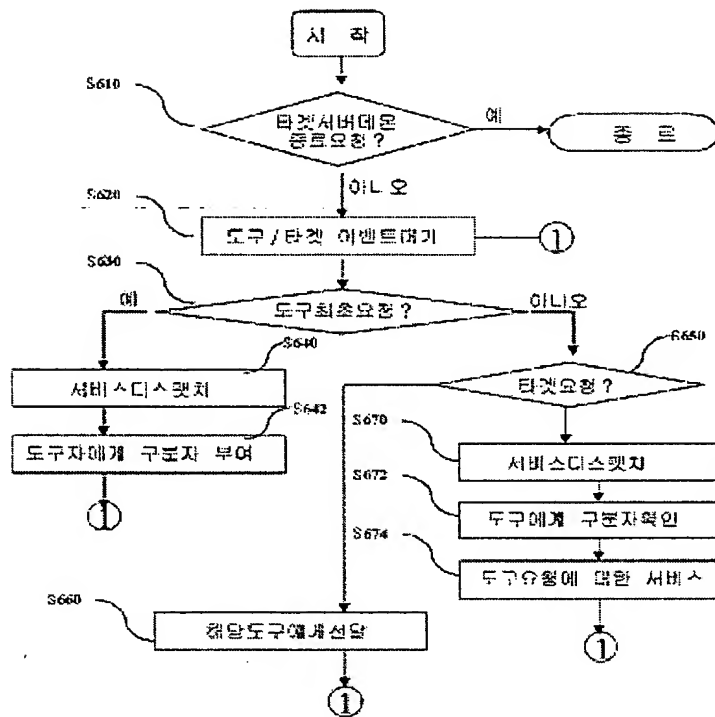 시 작
S610
타겟서버데몬
종료요청?
예
종 료
아니오
S620
도구/타겟 이벤트대기
①
S630
도구최초요청?
예
아니오
S640
서비스디스팻치
S642
도구자에게 구분자 부여
①
S650
타겟요청?
S670
서비스디스팻치
S672
도구에게 구분자확인
S674
도구요청에 대한 서비스
①
S660
해당도구에게전달
①